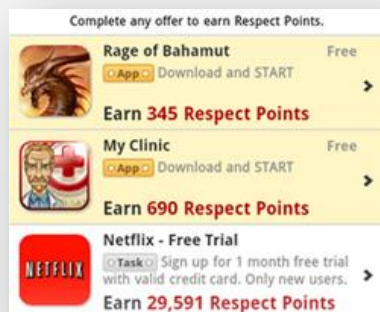 Complete any offer to earn Respect Points.
Rage of Bahamut Free
App Download and START
Earn 345 Respect Points
My Clinic Free
App Download and START
Earn 690 Respect Points
Netflix - Free Trial
NETFLIX
Task Sign up for 1 month free trial
with valid credit card. Only new users.
Earn 29,591 Respect Points